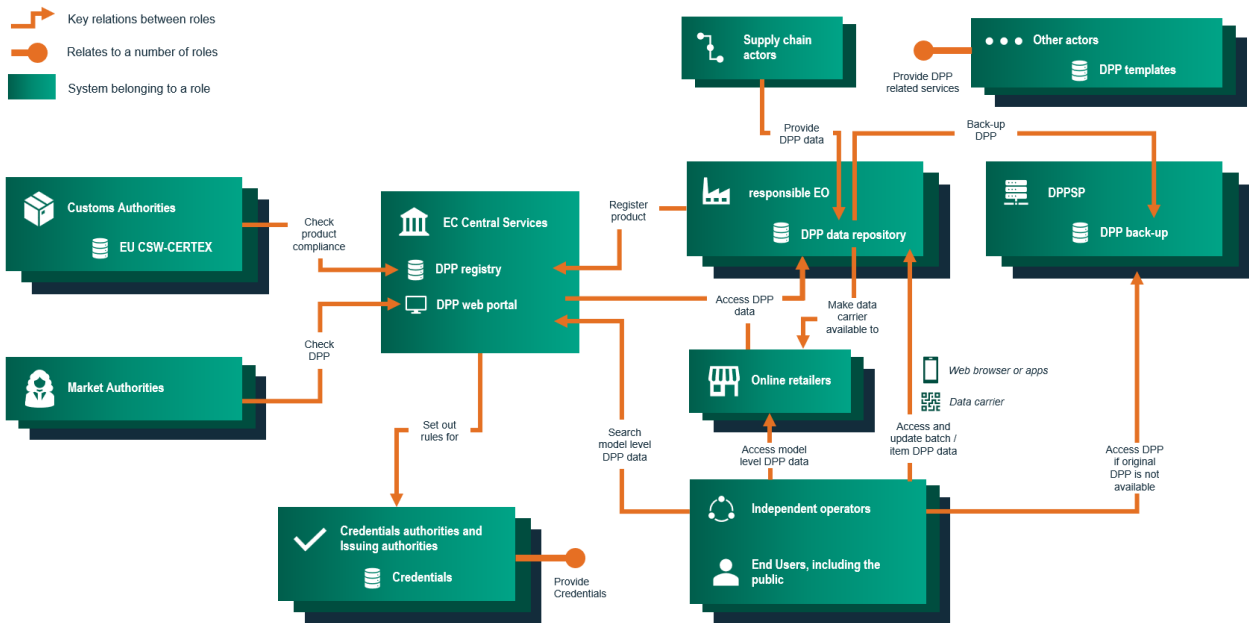 Key relations between roles
Relates to a number of roles
System belonging to a role
Supply chain
actors
Other actors
DPP templates
Provide DPP
related services
Provide
DPP data
Back-up
DPP
Customs Authorities
EU CSW-CERTEX
Check
product
compliance
EC Central Services
DPP registry
DPP web portal
Register
product
responsible EO
DPP data repository
DPPSP
DPP back-up
Market Authorities
Check
DPP
Access DPP
data
Make data
carrier
available to
Online retailers
Web browser or apps
Data carrier
Set out
rules for
Search
model level
DPP data
Access model
level DPP data
Access and
update batch /
item DPP data
Access DPP
if original
DPP is not
available
Credentials authorities and
Issuing authorities
Credentials
Provide
Credentials
Independent operators
End Users, including the
public